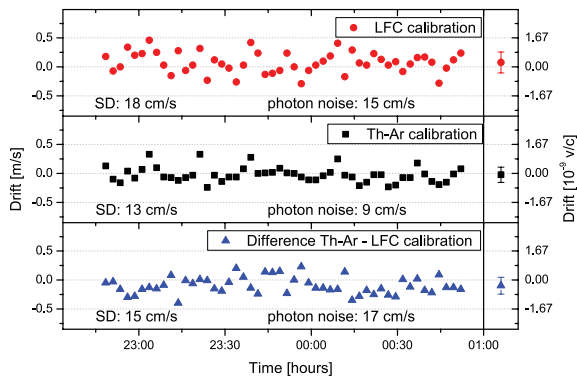 LFC calibration
0.5
0.0
-0.5
1.67
0.00
-1.67
SD: 18 cm/s photon noise: 15 cm/s
Th-Ar calibration
0.5
0.0
-0.5
1.67
0.00
-1.67
SD: 13 cm/s photon noise: 9 cm/s
Difference Th-Ar - LFC calibration
0.5
0.0
-0.5
1.67
0.00
-1.67
SD: 15 cm/s photon noise: 17 cm/s
Drift [m/s]
Drift [10⁻⁹ v/c]
23:00 23:30 00:00 00:30 01:00
Time [hours]